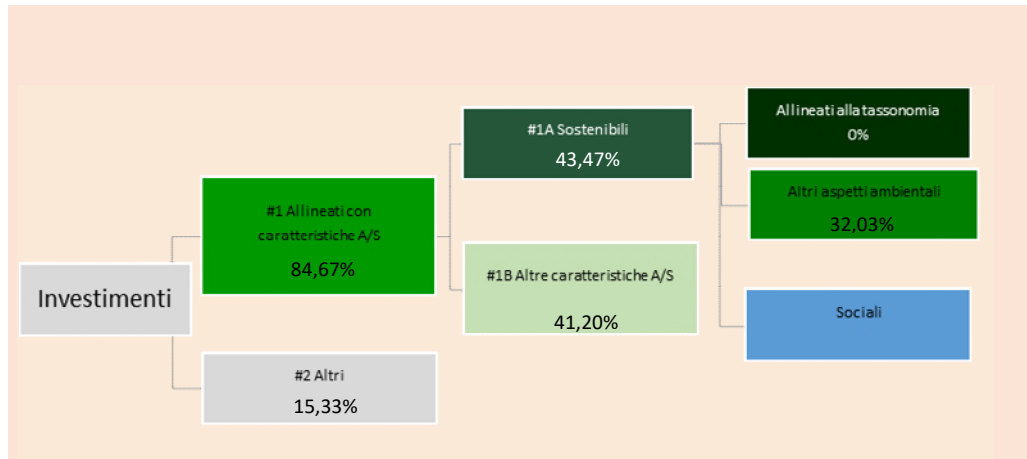 Investimenti
#1 Allineati con
caratteristiche A/S
84,67%
#2 Altri
15,33%
#1A Sostenibili
43,47%
#1B Altre caratteristiche A/S
41,20%
Allineati alla tassonomia
0%
Altri aspetti ambientali
32,03%
Sociali